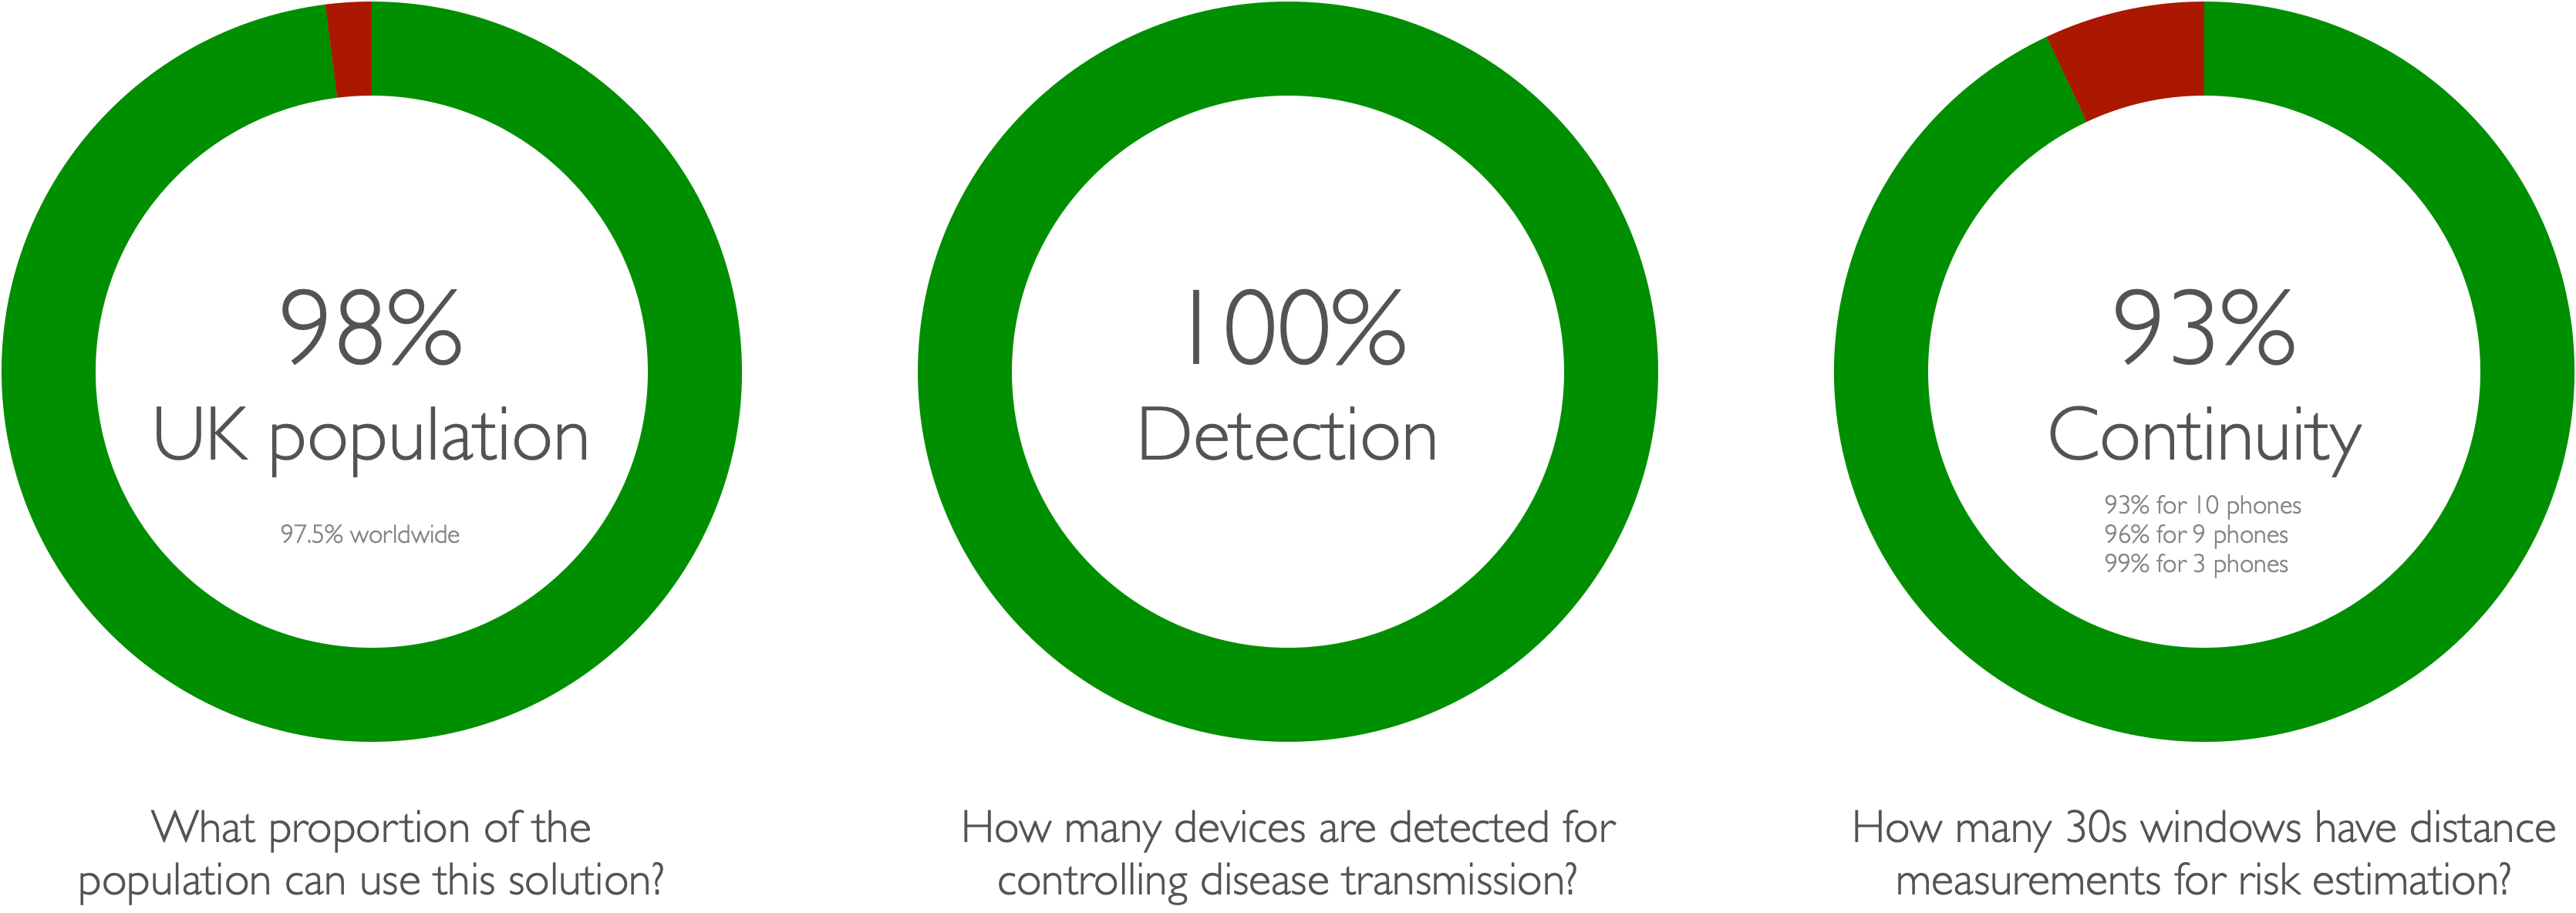 98%
UK population
97.5% worldwide
What proportion of the
population can use this solution?
100%
Detection
How many devices are detected for
controlling disease transmission?
93%
Continuity
93% for 10 phones
96% for 9 phones
99% for 3 phones
How many 30s windows have distance
measurements for risk estimation?